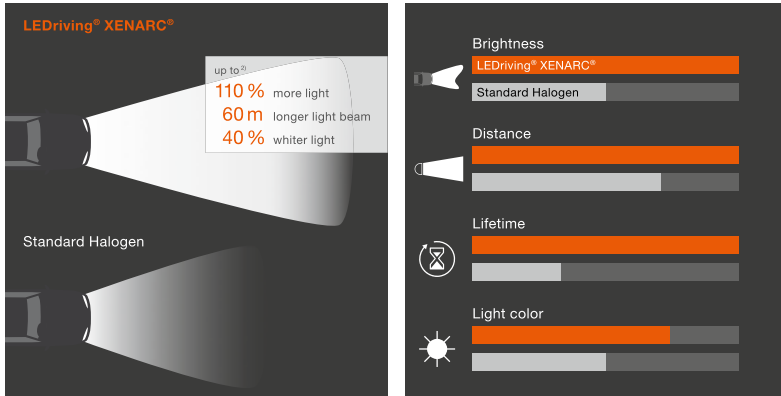 LEDriving® XENARC®
up to 2)
110 % more light
60 m longer light beam
40 % whiter light
Standard Halogen
Brightness
LEDriving® XENARC®
Standard Halogen
Distance
Lifetime
Light color